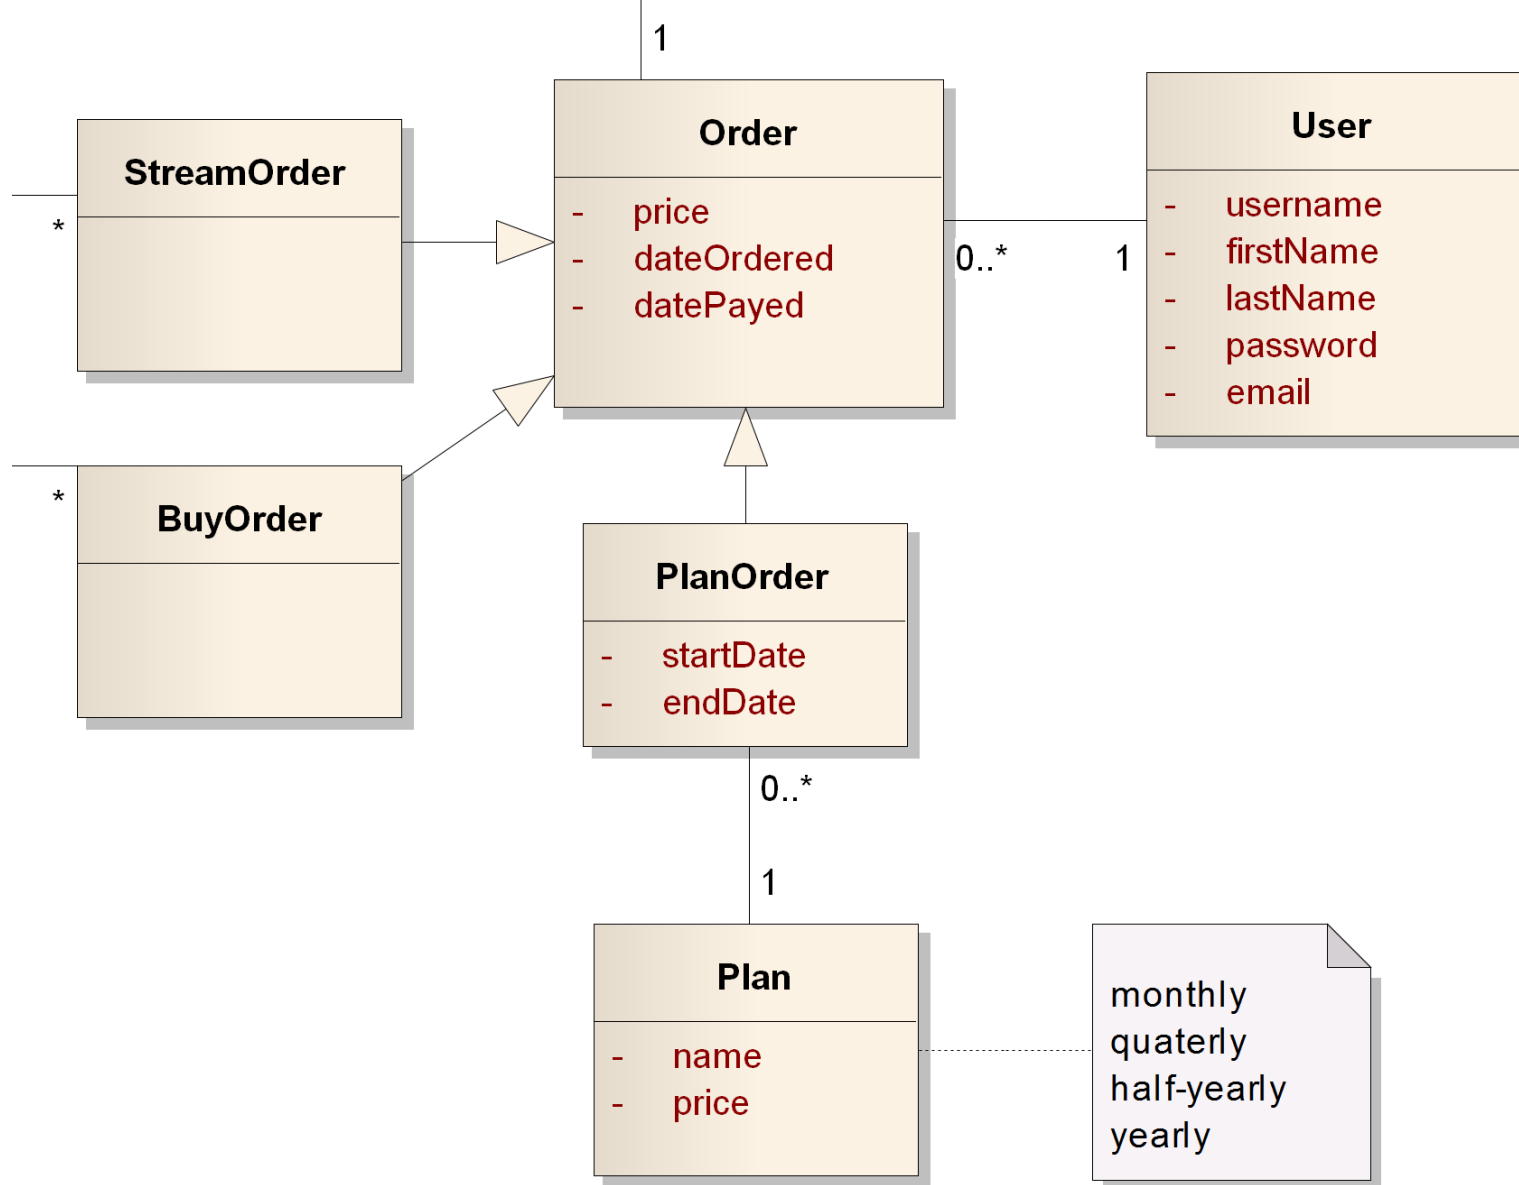 1
Order
- price
- dateOrdered
- datePayed
User
- username
- firstName
- lastName
- password
- email
0..*
1
StreamOrder
*
BuyOrder
*
PlanOrder
- startDate
- endDate
0..*
1
Plan
- name
- price
monthly
quaterly
half-yearly
yearly